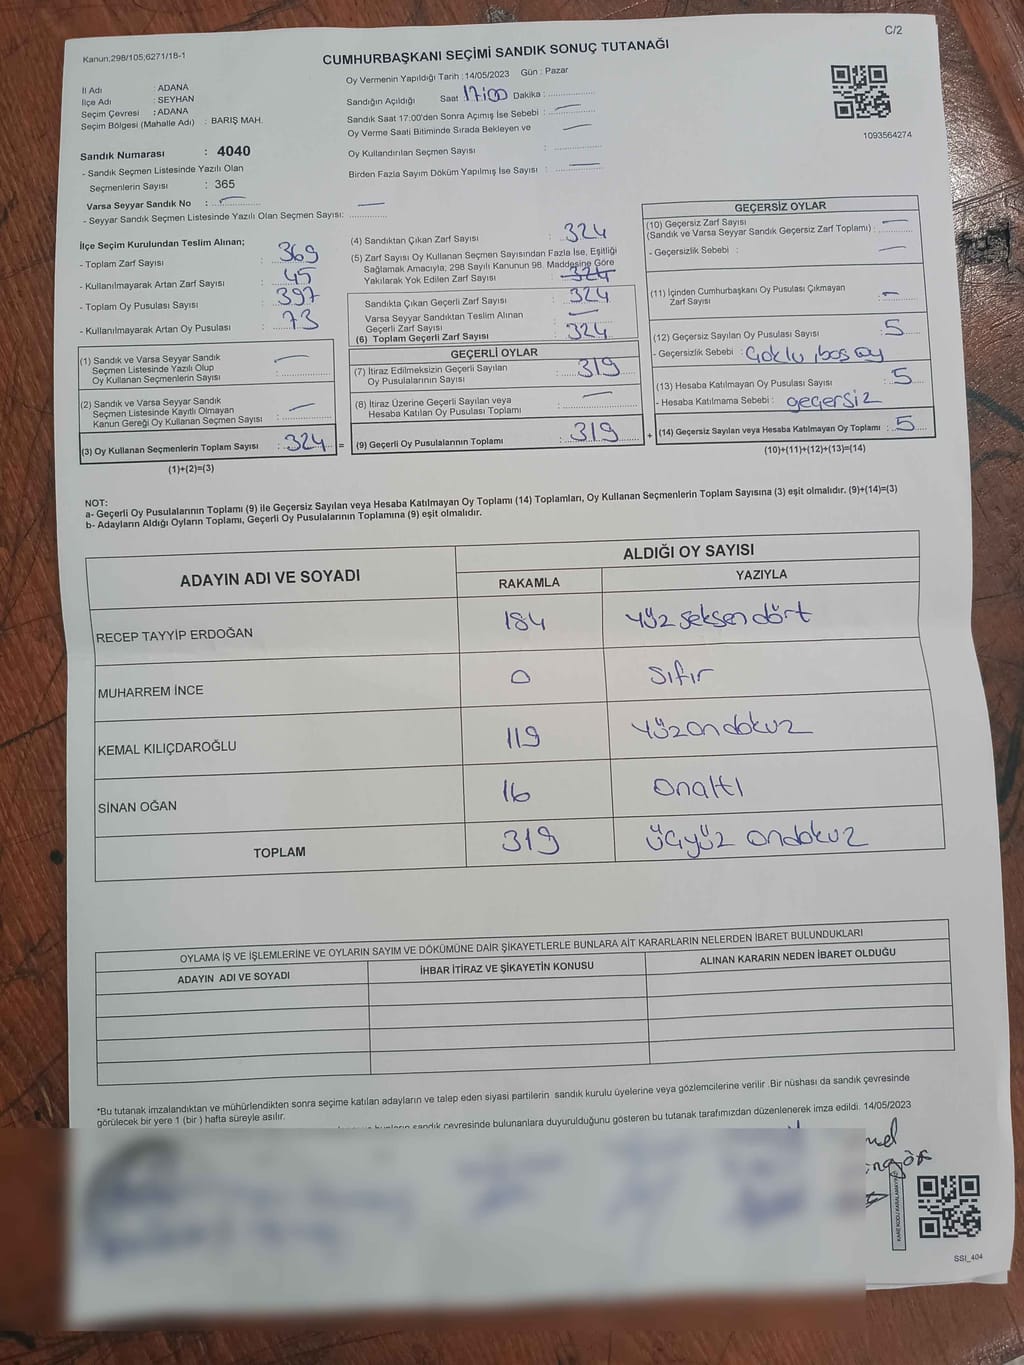 C/2
Kanun,298/105;6271/18-1
CUMHURBAŞKANI SEÇİMİ SANDIK SONUÇ TUTANAĞI
Oy Vermenin Yapıldığı Tarih : 14/05/2023 Gün : Pazar
İl Adı : ADANA
İlçe Adı : SEYHAN
Seçim Çevresi : ADANA
Seçim Bölgesi (Mahalle Adı) : BARIŞ MAH.
Sandık Numarası : 4040
- Sandık Seçmen Listesinde Yazılı Olan
Seçmenlerin Sayısı : 365
Varsa Seyyar Sandık No : —
- Seyyar Sandık Seçmen Listesinde Yazılı Olan Seçmen Sayısı: —
Sandığın Açıldığı Saat 17:00 Dakika :
Sandık Saat 17:00'den Sonra Açımış İse Sebebi : —
Oy Verme Saati Bitiminde Sırada Bekleyen ve —
Oy Kullandırılan Seçmen Sayısı :
Birden Fazla Sayım Döküm Yapılmış İse Sayısı : —
1093564274
İlçe Seçim Kurulundan Teslim Alınan;
- Toplam Zarf Sayısı : 369
- Kullanılmayarak Artan Zarf Sayısı : 45
- Toplam Oy Pusulası Sayısı : 397
- Kullanılmayarak Artan Oy Pusulası : 73
(1) Sandık ve Varsa Seyyar Sandık
Seçmen Listesinde Yazılı Olup
Oy Kullanan Seçmenlerin Sayısı : —
(2) Sandık ve Varsa Seyyar Sandık
Seçmen Listesinde Kayıtlı Olmayan
Kanun Gereği Oy Kullanan Seçmen Sayısı : —
(3) Oy Kullanan Seçmenlerin Toplam Sayısı : 324 =
(1)+(2)=(3)
(4) Sandıktan Çıkan Zarf Sayısı : 324
(5) Zarf Sayısı Oy Kullanan Seçmen Sayısından Fazla İse, Eşitliği
Sağlamak Amacıyla; 298 Sayılı Kanunun 98. Maddesine Göre
Yakılarak Yok Edilen Zarf Sayısı : 324
Sandıkta Çıkan Geçerli Zarf Sayısı : 324
Varsa Seyyar Sandıktan Teslim Alınan
Geçerli Zarf Sayısı : —
(6) Toplam Geçerli Zarf Sayısı : 324
GEÇERLİ OYLAR
(7) İtiraz Edilmeksizin Geçerli Sayılan
Oy Pusulalarının Sayısı : 319
(8) İtiraz Üzerine Geçerli Sayılan veya
Hesaba Katılan Oy Pusulası Toplamı : —
(9) Geçerli Oy Pusulalarının Toplamı : 319 +
GEÇERSİZ OYLAR
(10) Geçersiz Zarf Sayısı
(Sandık ve Varsa Seyyar Sandık Geçersiz Zarf Toplamı) : —
- Geçersizlik Sebebi : —
(11) İçinden Cumhurbaşkanı Oy Pusulası Çıkmayan
Zarf Sayısı : —
(12) Geçersiz Sayılan Oy Pusulası Sayısı : 5
- Geçersizlik Sebebi : Çoklu, boş oy
(13) Hesaba Katılmayan Oy Pusulası Sayısı : 5
- Hesaba Katılmama Sebebi : geçersiz
(14) Geçersiz Sayılan veya Hesaba Katılmayan Oy Toplamı : 5
(10)+(11)+(12)+(13)=(14)
NOT:
a- Geçerli Oy Pusulalarının Toplamı (9) ile Geçersiz Sayılan veya Hesaba Katılmayan Oy Toplamı (14) Toplamları, Oy Kullanan Seçmenlerin Toplam Sayısına (3) eşit olmalıdır. (9)+(14)=(3)
b- Adayların Aldığı Oyların Toplamı, Geçerli Oy Pusulalarının Toplamına (9) eşit olmalıdır.
ADAYIN ADI VE SOYADI ALDIĞI OY SAYISI
RAKAMLA YAZIYLA
RECEP TAYYİP ERDOĞAN 184 Yüz seksen dört
MUHARREM İNCE 0 Sıfır
KEMAL KILIÇDAROĞLU 119 Yüzondokuz
SİNAN OĞAN 16 onaltı
TOPLAM 319 üçyüz ondokuz
OYLAMA İŞ VE İŞLEMLERİNE VE OYLARIN SAYIM VE DÖKÜMÜNE DAİR ŞİKAYETLERLE BUNLARA AİT KARARLARIN NELERDEN İBARET BULUNDUKLARI
ADAYIN ADI VE SOYADI İHBAR İTİRAZ VE ŞİKAYETİN KONUSU ALINAN KARARIN NEDEN İBARET OLDUĞU
*Bu tutanak imzalandıktan ve mühürlendikten sonra seçime katılan adayların ve talep eden siyasi partilerin sandık kurulu üyelerine veya gözlemcilerine verilir .Bir nüshası da sandık çevresinde
görülecek bir yere 1 (bir ) hafta süreyle asılır.
sandık çevresinde bulunanlara duyurulduğunu gösteren bu tutanak tarafımızdan düzenlenerek imza edildi. 14/05/2023
SSI_404